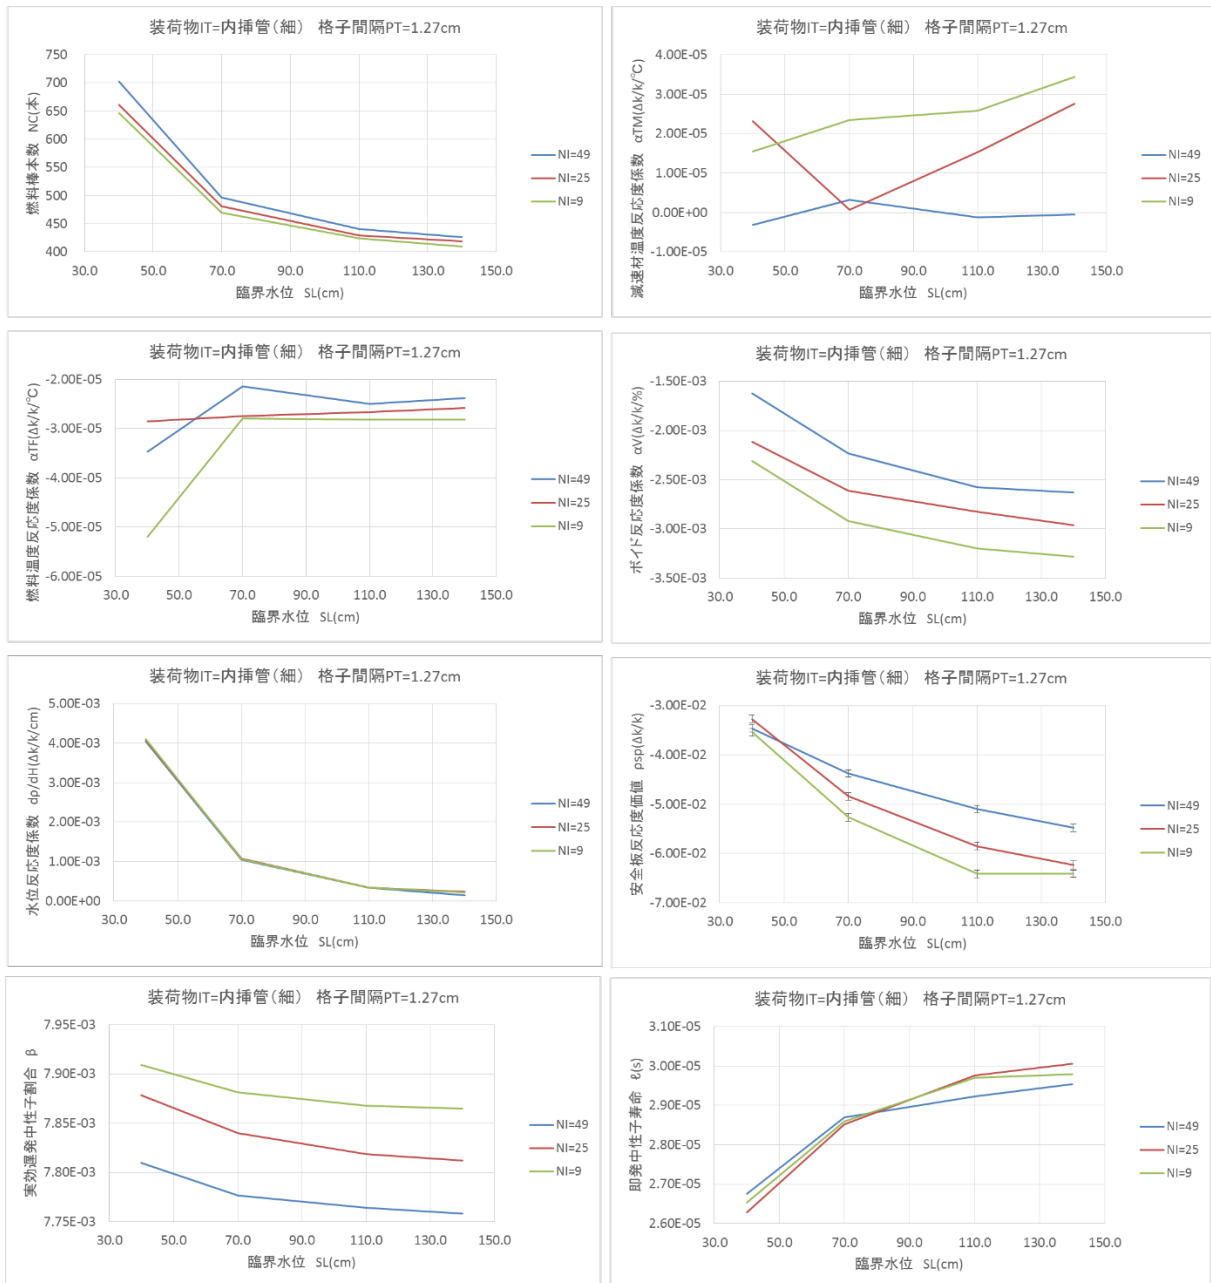 装荷物IT=内挿管(細) 格子間隔PT=1.27cm
燃料棒本数 NC(本)
750
700
650
600
550
500
450
400
30.0 50.0 70.0 90.0 110.0 130.0 150.0
臨界水位 SL(cm)
NI=49
NI=25
NI=9
装荷物IT=内挿管(細) 格子間隔PT=1.27cm
減速材温度反応度係数 αTM(Δk/k/℃)
4.00E-05
3.00E-05
2.00E-05
1.00E-05
0.00E+00
-1.00E-05
30.0 50.0 70.0 90.0 110.0 130.0 150.0
臨界水位 SL(cm)
NI=49
NI=25
NI=9
装荷物IT=内挿管(細) 格子間隔PT=1.27cm
燃料温度反応度係数 αTF(Δk/k/℃)
-2.00E-05
-3.00E-05
-4.00E-05
-5.00E-05
-6.00E-05
30.0 50.0 70.0 90.0 110.0 130.0 150.0
臨界水位 SL(cm)
NI=49
NI=25
NI=9
装荷物IT=内挿管(細) 格子間隔PT=1.27cm
ボイド反応度係数 αV(Δk/k/%)
-1.50E-03
-2.00E-03
-2.50E-03
-3.00E-03
-3.50E-03
30.0 50.0 70.0 90.0 110.0 130.0 150.0
臨界水位 SL(cm)
NI=49
NI=25
NI=9
装荷物IT=内挿管(細) 格子間隔PT=1.27cm
水位反応度係数 dρ/dH(Δk/k/cm)
5.00E-03
4.00E-03
3.00E-03
2.00E-03
1.00E-03
0.00E+00
30.0 50.0 70.0 90.0 110.0 130.0 150.0
臨界水位 SL(cm)
NI=49
NI=25
NI=9
装荷物IT=内挿管(細) 格子間隔PT=1.27cm
安全板反応度価値 ρsp(Δk/k)
-3.00E-02
-4.00E-02
-5.00E-02
-6.00E-02
-7.00E-02
30.0 50.0 70.0 90.0 110.0 130.0 150.0
臨界水位 SL(cm)
NI=49
NI=25
NI=9
装荷物IT=内挿管(細) 格子間隔PT=1.27cm
実効遅発中性子割合 β
7.95E-03
7.90E-03
7.85E-03
7.80E-03
7.75E-03
30.0 50.0 70.0 90.0 110.0 130.0 150.0
臨界水位 SL(cm)
NI=49
NI=25
NI=9
装荷物IT=内挿管(細) 格子間隔PT=1.27cm
即発中性子寿命 ℓ(s)
3.10E-05
3.00E-05
2.90E-05
2.80E-05
2.70E-05
2.60E-05
30.0 50.0 70.0 90.0 110.0 130.0 150.0
臨界水位 SL(cm)
NI=49
NI=25
NI=9